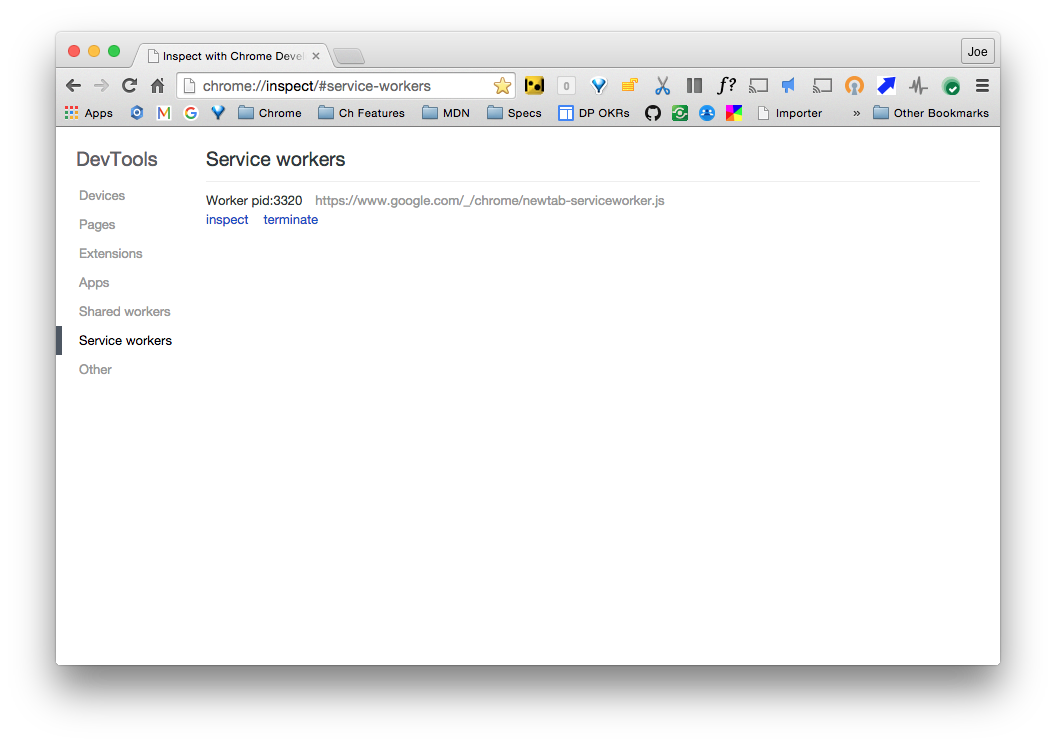 Inspect with Chrome Devel
Joe
chrome://inspect/#service-workers
0
f?
Apps
Chrome
Ch Features
MDN
Specs
DP OKRs
Importer
»
Other Bookmarks
DevTools
Devices
Pages
Extensions
Apps
Shared workers
Service workers
Other
Service workers
Worker pid:3320 https://www.google.com/_/chrome/newtab-serviceworker.js
inspect terminate